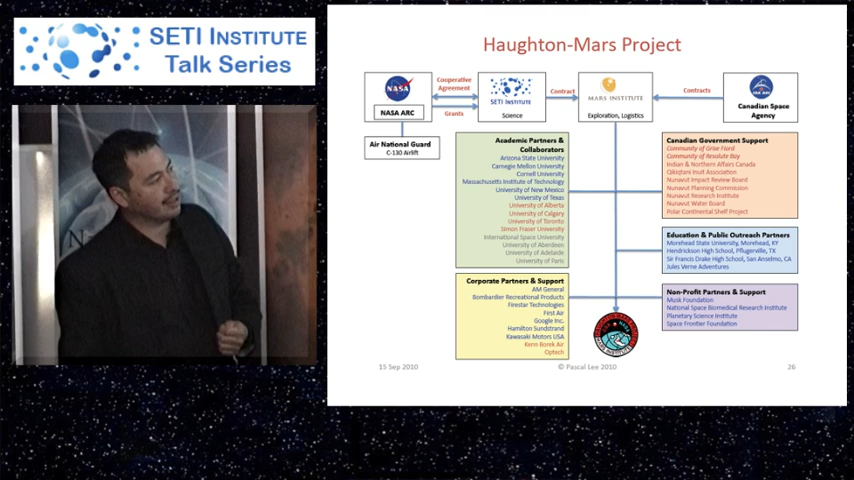 SETI INSTITUTE
Talk Series
Haughton-Mars Project
NASA
NASA ARC
Cooperative
Agreement
Grants
SETI INSTITUTE
Science
Contract
MARS INSTITUTE
Exploration, Logistics
Contracts
Canadian Space
Agency
Air National Guard
C-130 Airlift
Academic Partners &
Collaborators
Arizona State University
Carnegie Mellon University
Cornell University
Massachusetts Institute of Technology
University of New Mexico
University of Texas
University of Alberta
University of Calgary
University of Toronto
Simon Fraser University
International Space University
University of Aberdeen
University of Adelaide
University of Paris
Corporate Partners & Support
AM General
Bombardier Recreational Products
Firestar Technologies
First Air
Google Inc.
Hamilton Sundstrand
Kawasaki Motors USA
Kenn Borek Air
Optech
Canadian Government Support
Community of Grise Fiord
Community of Resolute Bay
Indian & Northern Affairs Canada
Qikiqtani Inuit Association
Nunavut Impact Review Board
Nunavut Planning Commission
Nunavut Research Institute
Nunavut Water Board
Polar Continental Shelf Project
Education & Public Outreach Partners
Morehead State University, Morehead, KY
Hendrickson High School, Pflugerville, TX
Sir Francis Drake High School, San Anselmo, CA
Jules Verne Adventures
Non-Profit Partners & Support
Musk Foundation
National Space Biomedical Research Institute
Planetary Science Institute
Space Frontier Foundation
15 Sep 2010
© Pascal Lee 2010
26